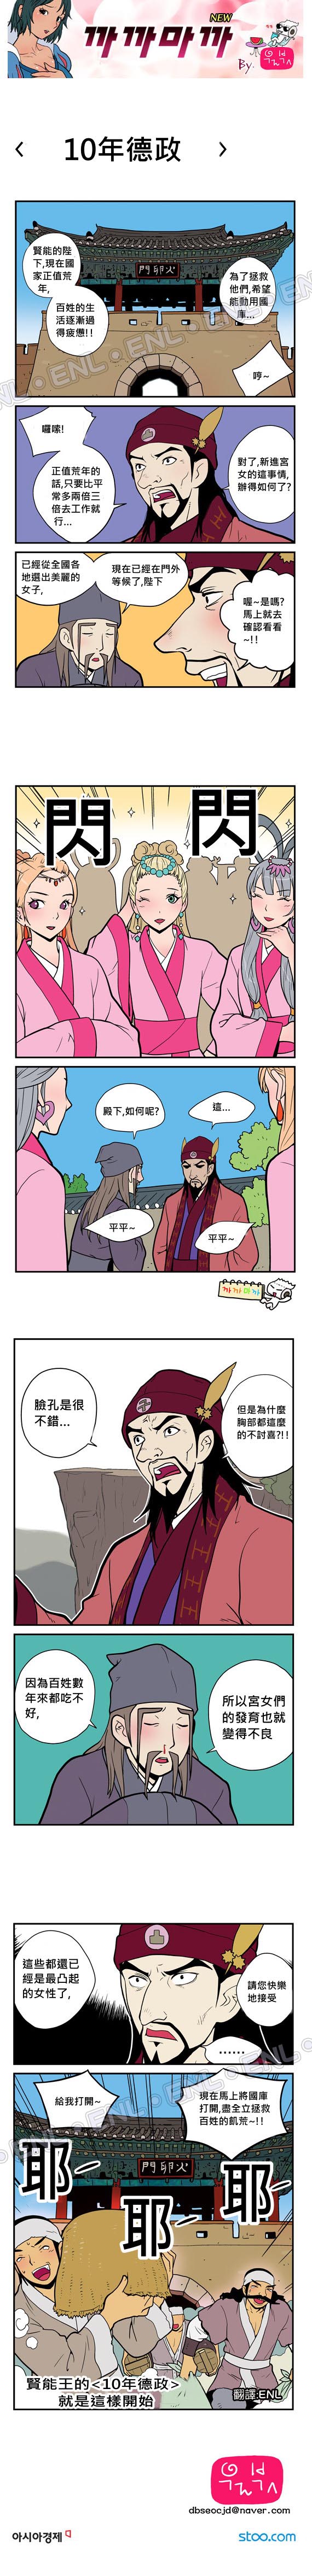 NEW
까까마까
By.
10年德政
賢能的陛
下,現在國
家正值荒
年,
百姓的生
活逐漸過
得疲憊!!
火卯門
為了拯救
他們,希望
能動用國
庫...
哼~
囉嗦!
正值荒年的
話,只要比平
常多兩倍三
倍去工作就
行...
對了,新進宮
女的這事情,
辦得如何了?
已經從全國各
地選出美麗的
女子,
現在已經在門外
等候了,陛下
喔~是嗎?
馬上就去
確認看看
~!!
閃
閃
殿下,如何呢?
這...
平平~
平平~
까까마까
臉孔是很
不錯...
但是為什麼
胸部都這麼
的不討喜?!!
因為百姓數
年來都吃不
好,
所以宮女們
的發育也就
變得不良
這些都還已
經是最凸起
的女性了,
請您快樂
地接受
......
給我打開~
現在馬上將國庫
打開,盡全立拯救
百姓的飢荒~!!
火卯門
耶
耶
耶
賢能王的<10年德政>
就是這樣開始
翻譯:ENL
dbseocjd@naver.com
아시아경제
stoo.com